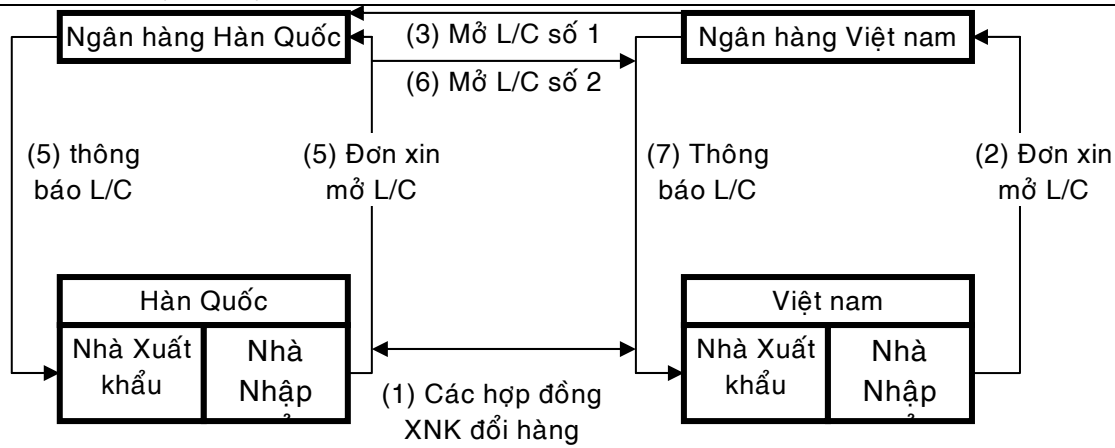 Ngân hàng Hàn Quốc
(3) Mở L/C số 1
Ngân hàng Việt nam
(6) Mở L/C số 2
(5) thông
báo L/C
(5) Đơn xin
mở L/C
(7) Thông
báo L/C
(2) Đơn xin
mở L/C
Hàn Quốc
Việt nam
Nhà Xuất
khẩu
Nhà
Nhập
Nhà Xuất
khẩu
Nhà
Nhập
(1) Các hợp đồng
XNK đổi hàng